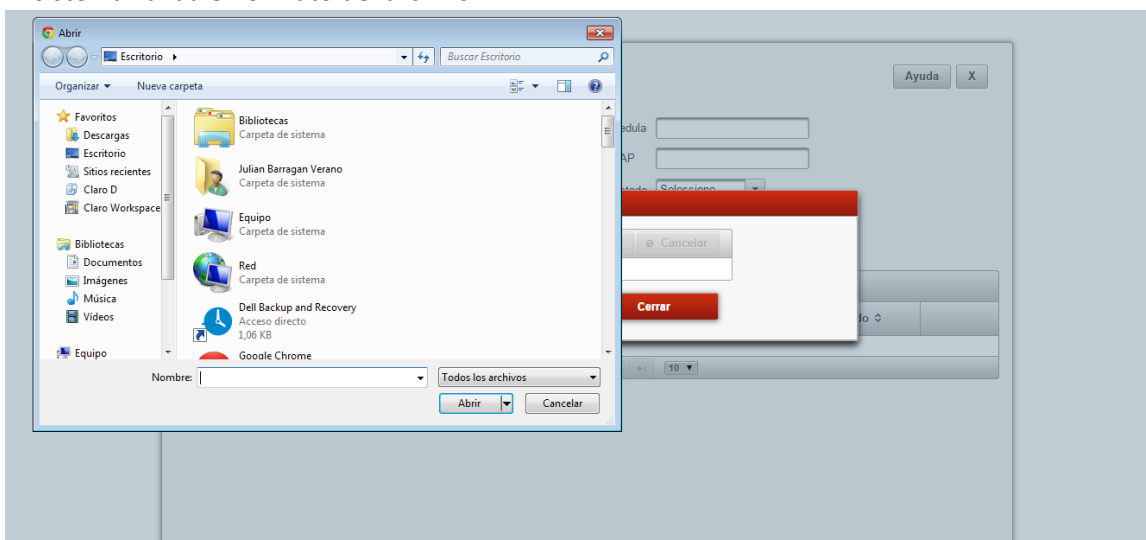 Abrir
Escritorio
Buscar Escritorio
Organizar
Nueva carpeta
Favoritos
Descargas
Escritorio
Sitios recientes
Claro D
Claro Workspace
Bibliotecas
Documentos
Imágenes
Música
Vídeos
Equipo
Bibliotecas
Carpeta de sistema
Julian Barragan Verano
Carpeta de sistema
Equipo
Carpeta de sistema
Red
Carpeta de sistema
Dell Backup and Recovery
Acceso directo
1,06 KB
Google Chrome
Nombre:
Todos los archivos
Abrir
Cancelar
Ayuda X
edula
AP
Cancelar
Cerrar
do
10